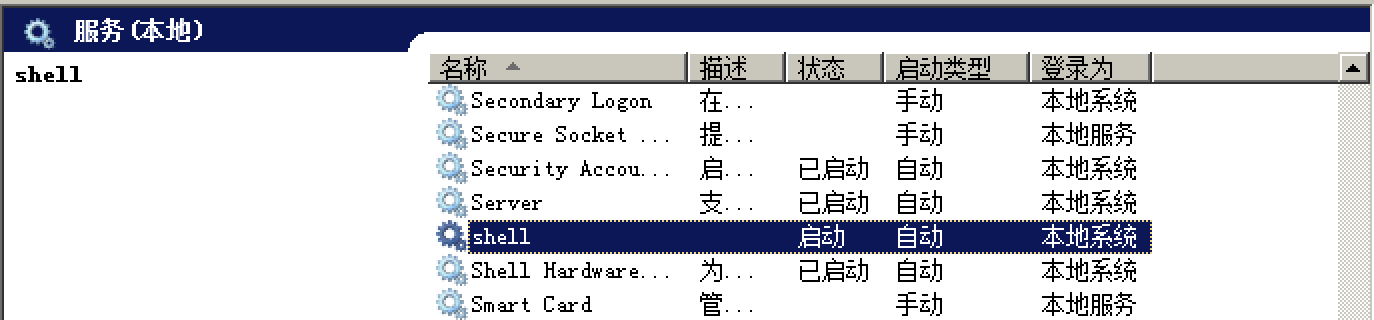 服务(本地)
shell
名称 描述 状态 启动类型 登录为
Secondary Logon 在... 手动 本地系统
Secure Socket ... 提... 手动 本地服务
Security Accou... 启... 已启动 自动 本地系统
Server 支... 已启动 自动 本地系统
shell 启动 自动 本地系统
Shell Hardware... 为... 已启动 自动 本地系统
Smart Card 管... 手动 本地服务